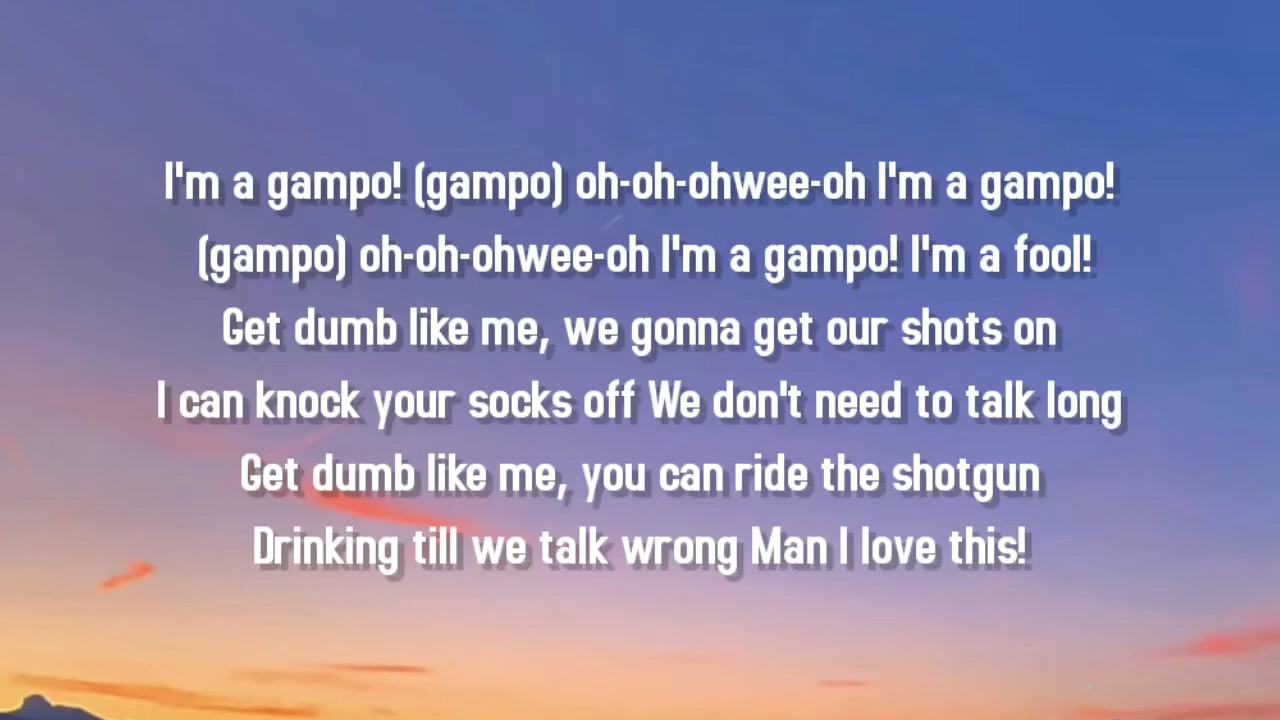 I'm a gampo! (gampo) oh-oh-ohwee-oh I'm a gampo!
(gampo) oh-oh-ohwee-oh I'm a gampo! I'm a fool!
Get dumb like me, we gonna get our shots on
I can knock your socks off We don't need to talk long
Get dumb like me, you can ride the shotgun
Drinking till we talk wrong Man I love this!